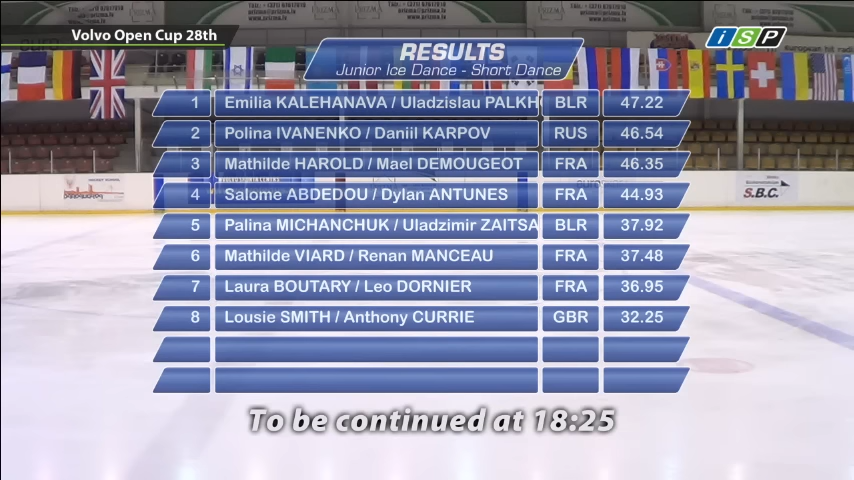 Volvo Open Cup 28th
iSP
RESULTS
Junior Ice Dance - Short Dance
1 Emilia KALEHANAVA / Uladzislau PALKH BLR 47.22
2 Polina IVANENKO / Daniil KARPOV RUS 46.54
3 Mathilde HAROLD / Mael DEMOUGEOT FRA 46.35
4 Salome ABDEDOU / Dylan ANTUNES FRA 44.93
5 Palina MICHANCHUK / Uladzimir ZAITSA BLR 37.92
6 Mathilde VIARD / Renan MANCEAU FRA 37.48
7 Laura BOUTARY / Leo DORNIER FRA 36.95
8 Lousie SMITH / Anthony CURRIE GBR 32.25
S.B.C.
To be continued at 18:25